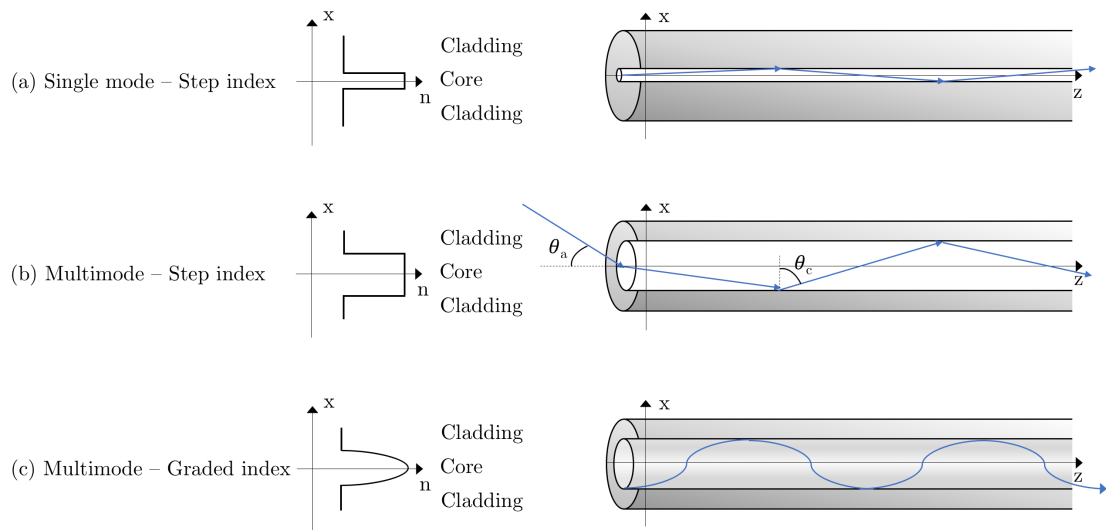 x
Cladding
(a) Single mode – Step index
Core
n
Cladding
x
z
x
Cladding
(b) Multimode – Step index
Core
n
Cladding
x
θa
θc
z
x
Cladding
(c) Multimode – Graded index
Core
n
Cladding
x
z